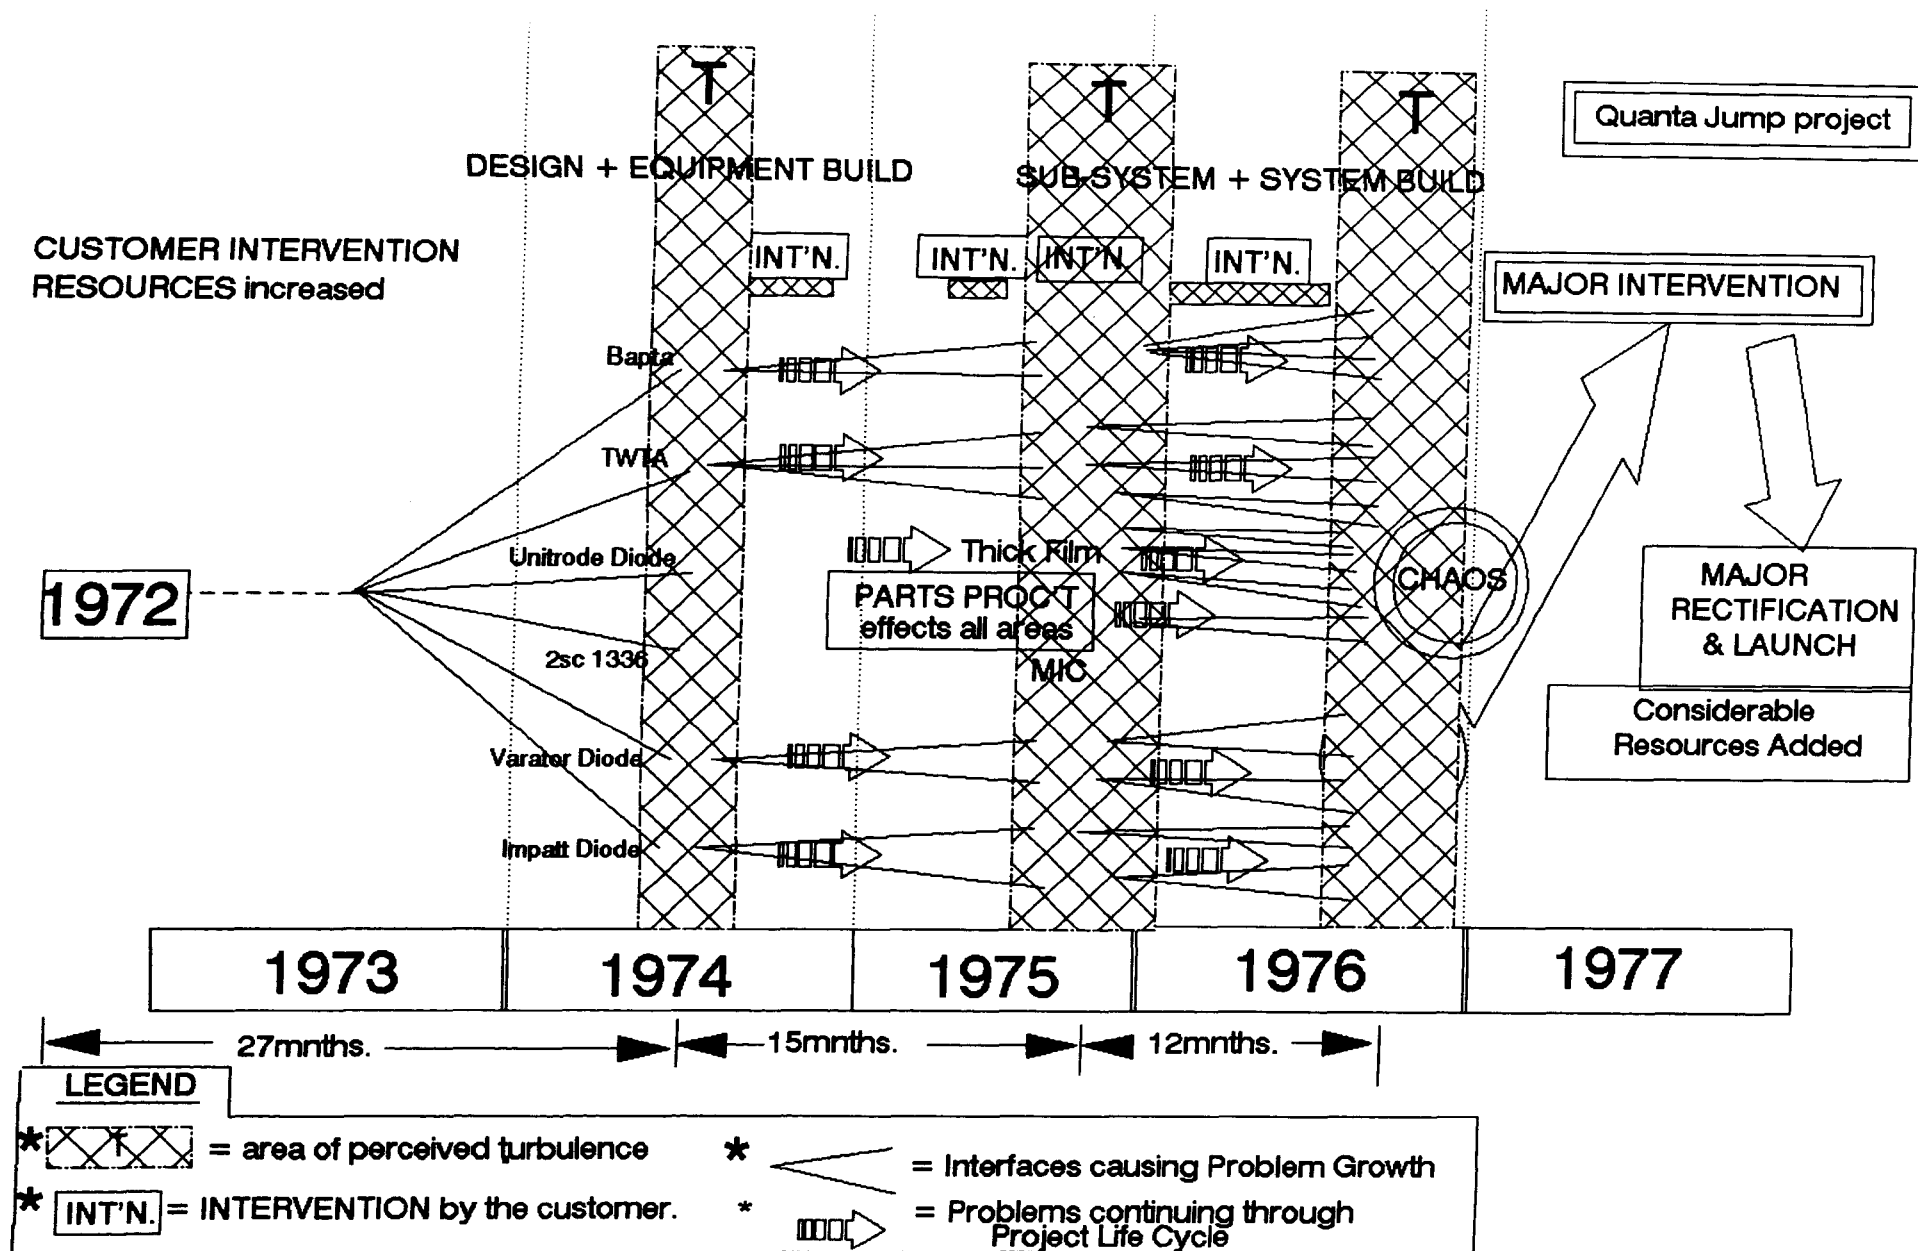 T
T
T
Quanta Jump project
DESIGN + EQUIPMENT BUILD
SUB-SYSTEM + SYSTEM BUILD
CUSTOMER INTERVENTION
RESOURCES increased
INT'N.
INT'N.
INT'N.
INT'N.
MAJOR INTERVENTION
Bapta
TWTA
Unitrode Diode
Thick Film
CHAOS
1972
PARTS PROC'T
effects all areas
MIC
2sc 1336
MAJOR
RECTIFICATION
& LAUNCH
Considerable
Resources Added
Varator Diode
Impatt Diode
1973
1974
1975
1976
1977
27mnths.
15mnths.
12mnths.
LEGEND
* T = area of perceived turbulence
* = Interfaces causing Problem Growth
* INT'N. = INTERVENTION by the customer.
* = Problems continuing through
Project Life Cycle